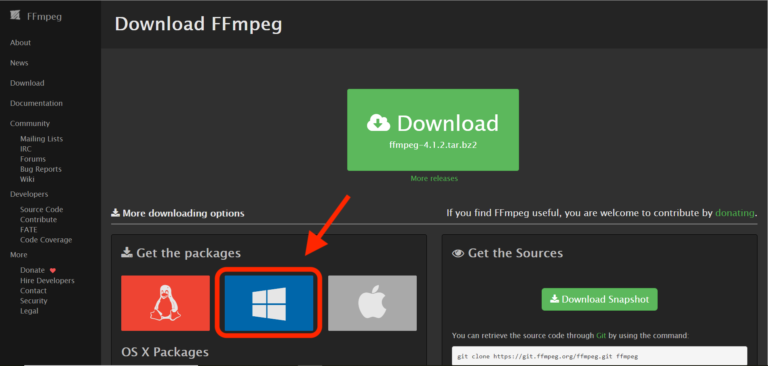 FFmpeg
About
News
Download
Documentation
Community
Mailing Lists
IRC
Forums
Bug Reports
Wiki
Developers
Source Code
Contribute
FATE
Code Coverage
More
Donate
Hire Developers
Contact
Security
Legal
Download FFmpeg
Download
ffmpeg-4.1.2.tar.bz2
More releases
More downloading options
If you find FFmpeg useful, you are welcome to contribute by donating.
Get the packages
OS X Packages
Get the Sources
Download Snapshot
You can retrieve the source code through Git by using the command:
git clone https://git.ffmpeg.org/ffmpeg.git ffmpeg